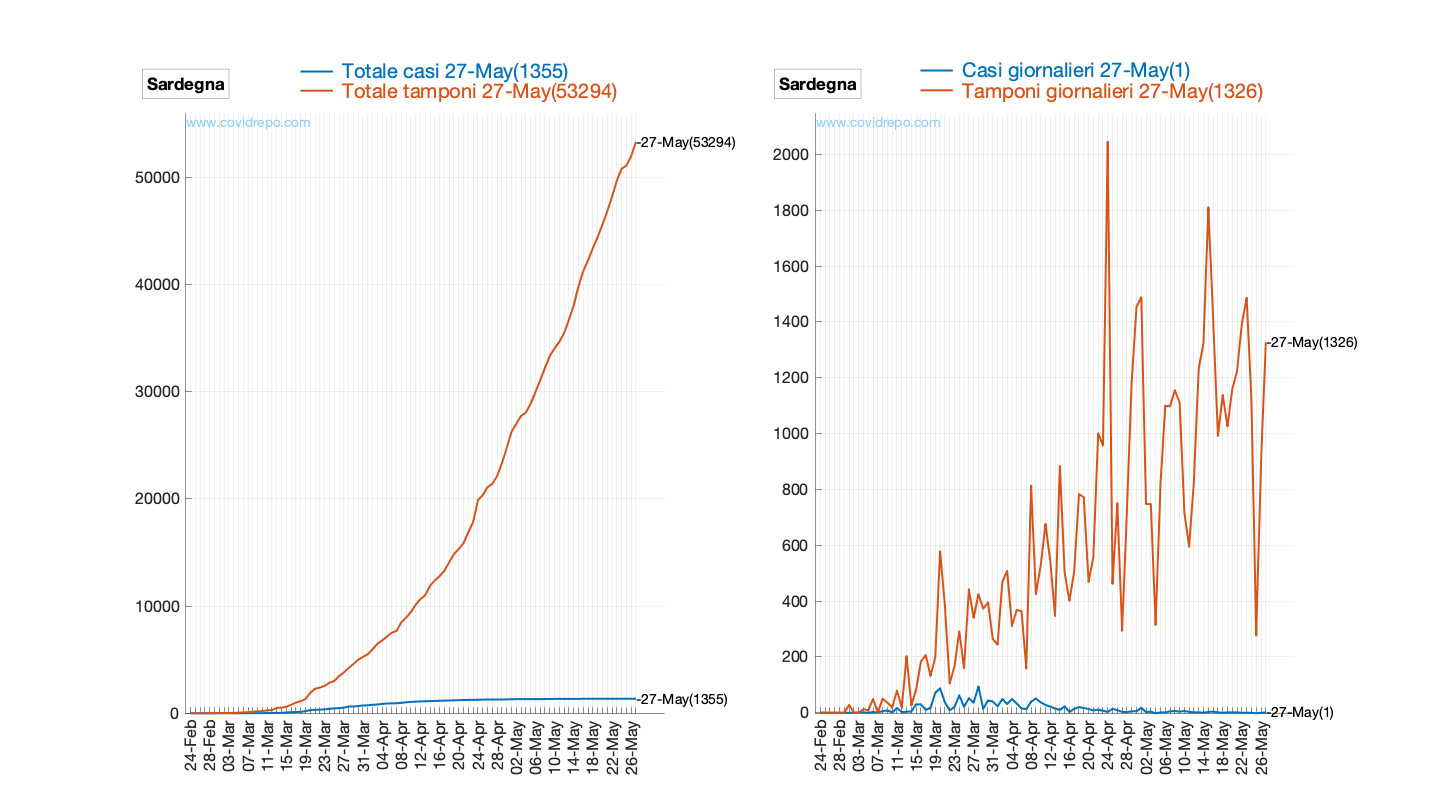 Sardegna
Totale casi 27-May(1355)
Totale tamponi 27-May(53294)
www.covidrepo.com
27-May(53294)
50000
40000
30000
20000
10000
0
27-May(1355)
24-Feb
28-Feb
03-Mar
07-Mar
11-Mar
15-Mar
19-Mar
23-Mar
27-Mar
31-Mar
04-Apr
08-Apr
12-Apr
16-Apr
20-Apr
24-Apr
28-Apr
02-May
06-May
10-May
14-May
18-May
22-May
26-May
Sardegna
Casi giornalieri 27-May(1)
Tamponi giornalieri 27-May(1326)
www.covidrepo.com
2000
1800
1600
1400
27-May(1326)
1200
1000
800
600
400
200
0
27-May(1)
24-Feb
28-Feb
03-Mar
07-Mar
11-Mar
15-Mar
19-Mar
23-Mar
27-Mar
31-Mar
04-Apr
08-Apr
12-Apr
16-Apr
20-Apr
24-Apr
28-Apr
02-May
06-May
10-May
14-May
18-May
22-May
26-May